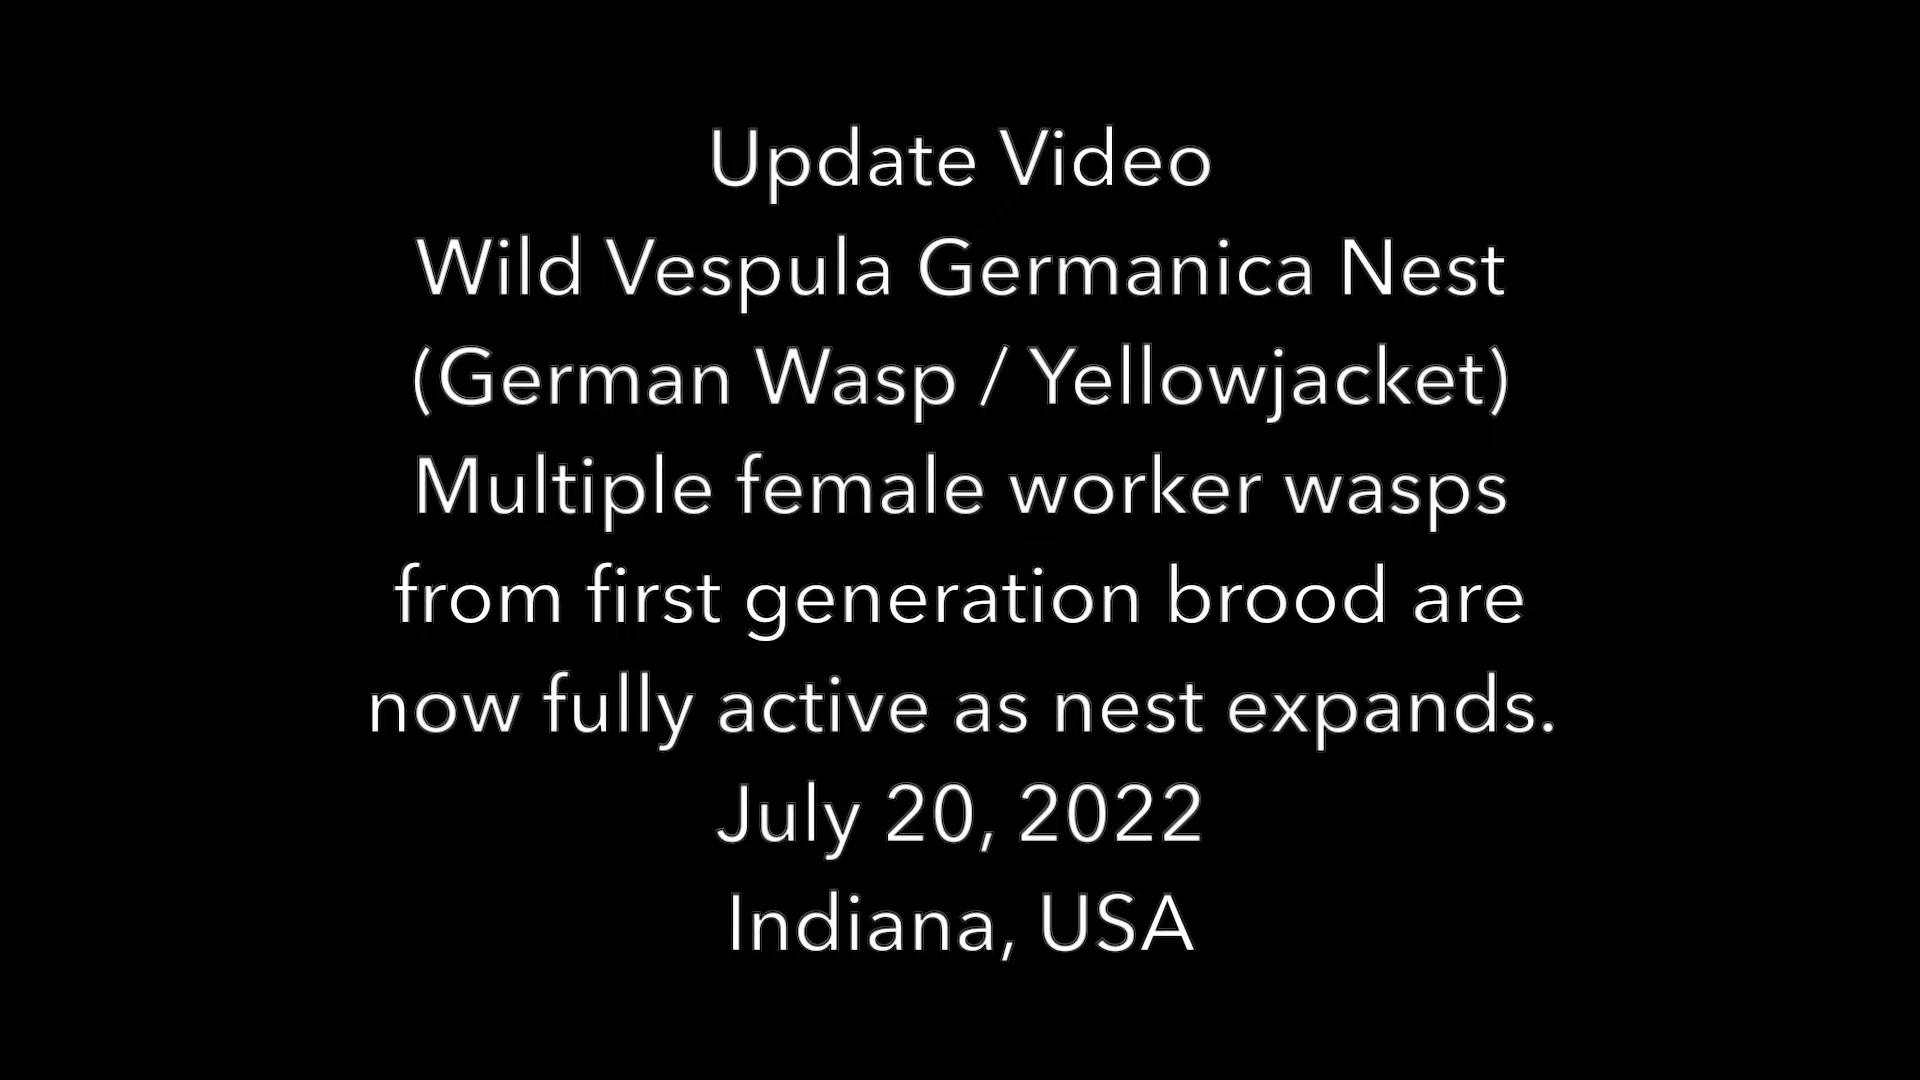 Update Video
Wild Vespula Germanica Nest
(German Wasp / Yellowjacket)
Multiple female worker wasps
from first generation brood are
now fully active as nest expands.
July 20, 2022
Indiana, USA